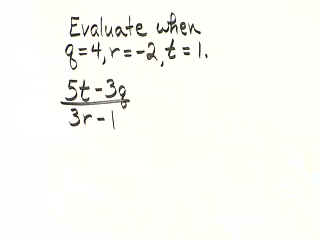 Evaluate when
q=4, r=-2, t=1.
5t-3q
3r-1